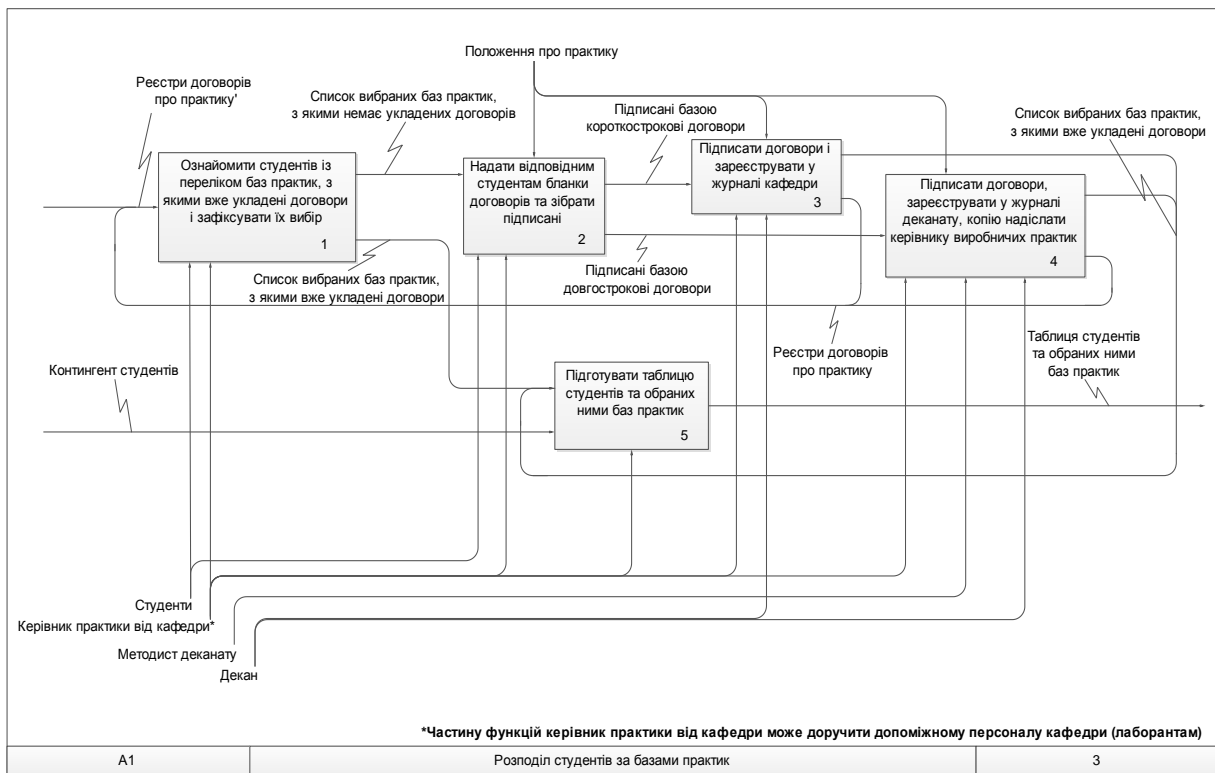 Положення про практику
Реєстри договорів
про практику'
Список вибраних баз практик,
з якими немає укладених договорів
Підписані базою
короткострокові договори
Список вибраних баз практик,
з якими вже укладені договори
Ознайомити студентів із
переліком баз практик, з
якими вже укладені договори
і зафіксувати їх вибір
1
Надати відповідним
студентам бланки
договорів та зібрати
підписані
2
Підписати договори і
зареєструвати у
журналі кафедри
3
Підписати договори,
зареєструвати у журналі
деканату, копію надіслати
керівнику виробничих практик
4
Список вибраних баз практик,
з якими вже укладені договори
Підписані базою
довгострокові договори
Реєстри договорів
про практику
Таблиця студентів
та обраних ними
баз практик
Контингент студентів
Підготувати таблицю
студентів та обраних
ними баз практик
5
Студенти
Керівник практики від кафедри*
Методист деканату
Декан
*Частину функцій керівник практики від кафедри може доручити допоміжному персоналу кафедри (лаборантам)
А1
Розподіл студентів за базами практик
3